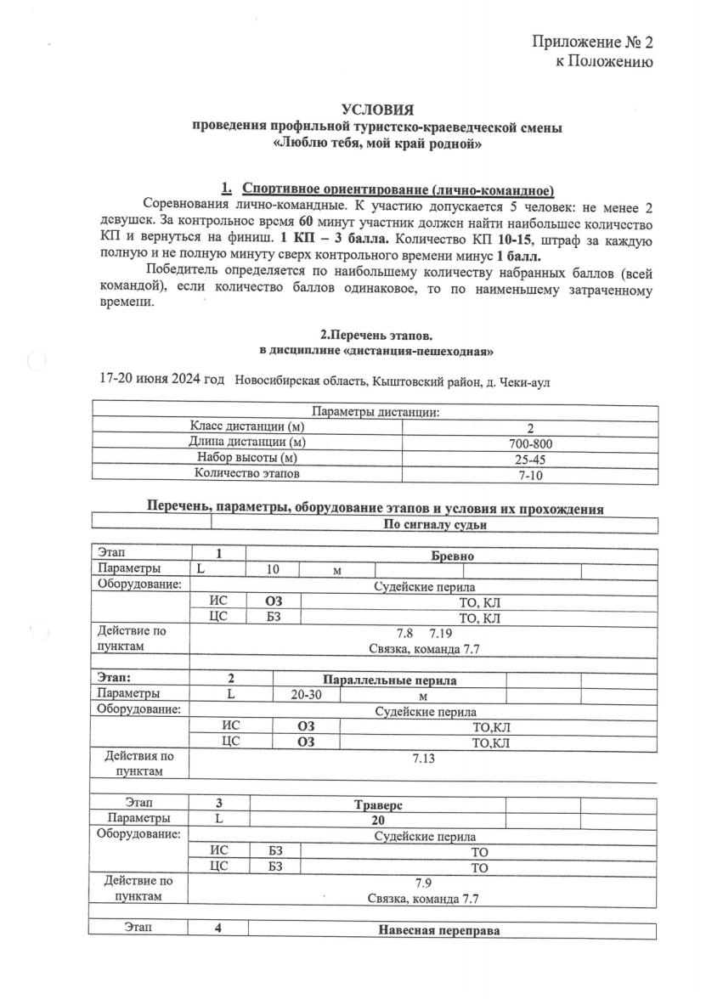 Приложение № 2
к Положению
УСЛОВИЯ
проведения профильной туристско-краеведческой смены
«Люблю тебя, мой край родной»
1. Спортивное ориентирование (лично-командное)
Соревнования лично-командные. К участию допускается 5 человек: не менее 2
девушек. За контрольное время 60 минут участник должен найти наибольшее количество
КП и вернуться на финиш. 1 КП – 3 балла. Количество КП 10-15, штраф за каждую
полную и не полную минуту сверх контрольного времени минус 1 балл.
Победитель определяется по наибольшему количеству набранных баллов (всей
командой), если количество баллов одинаковое, то по наименьшему затраченному
времени.
2.Перечень этапов.
в дисциплине «дистанция-пешеходная»
17-20 июня 2024 год Новосибирская область, Кыштовский район, д. Чеки-аул
Параметры дистанции:
Класс дистанции (м) 2
Длина дистанции (м) 700-800
Набор высоты (м) 25-45
Количество этапов 7-10
Перечень, параметры, оборудование этапов и условия их прохождения
По сигналу судьи
Этап 1 Бревно
Параметры L 10 м
Оборудование: Судейские перила
ИС ОЗ ТО, КЛ
ЦС БЗ ТО, КЛ
Действие по 7.8 7.19
пунктам Связка, команда 7.7
Этап: 2 Параллельные перила
Параметры L 20-30 м
Оборудование: Судейские перила
ИС ОЗ ТО,КЛ
ЦС ОЗ ТО,КЛ
Действия по 7.13
пунктам
Этап 3 Траверс
Параметры L 20
Оборудование: Судейские перила
ИС БЗ ТО
ЦС БЗ ТО
Действие по 7.9
пунктам Связка, команда 7.7
Этап 4 Навесная переправа